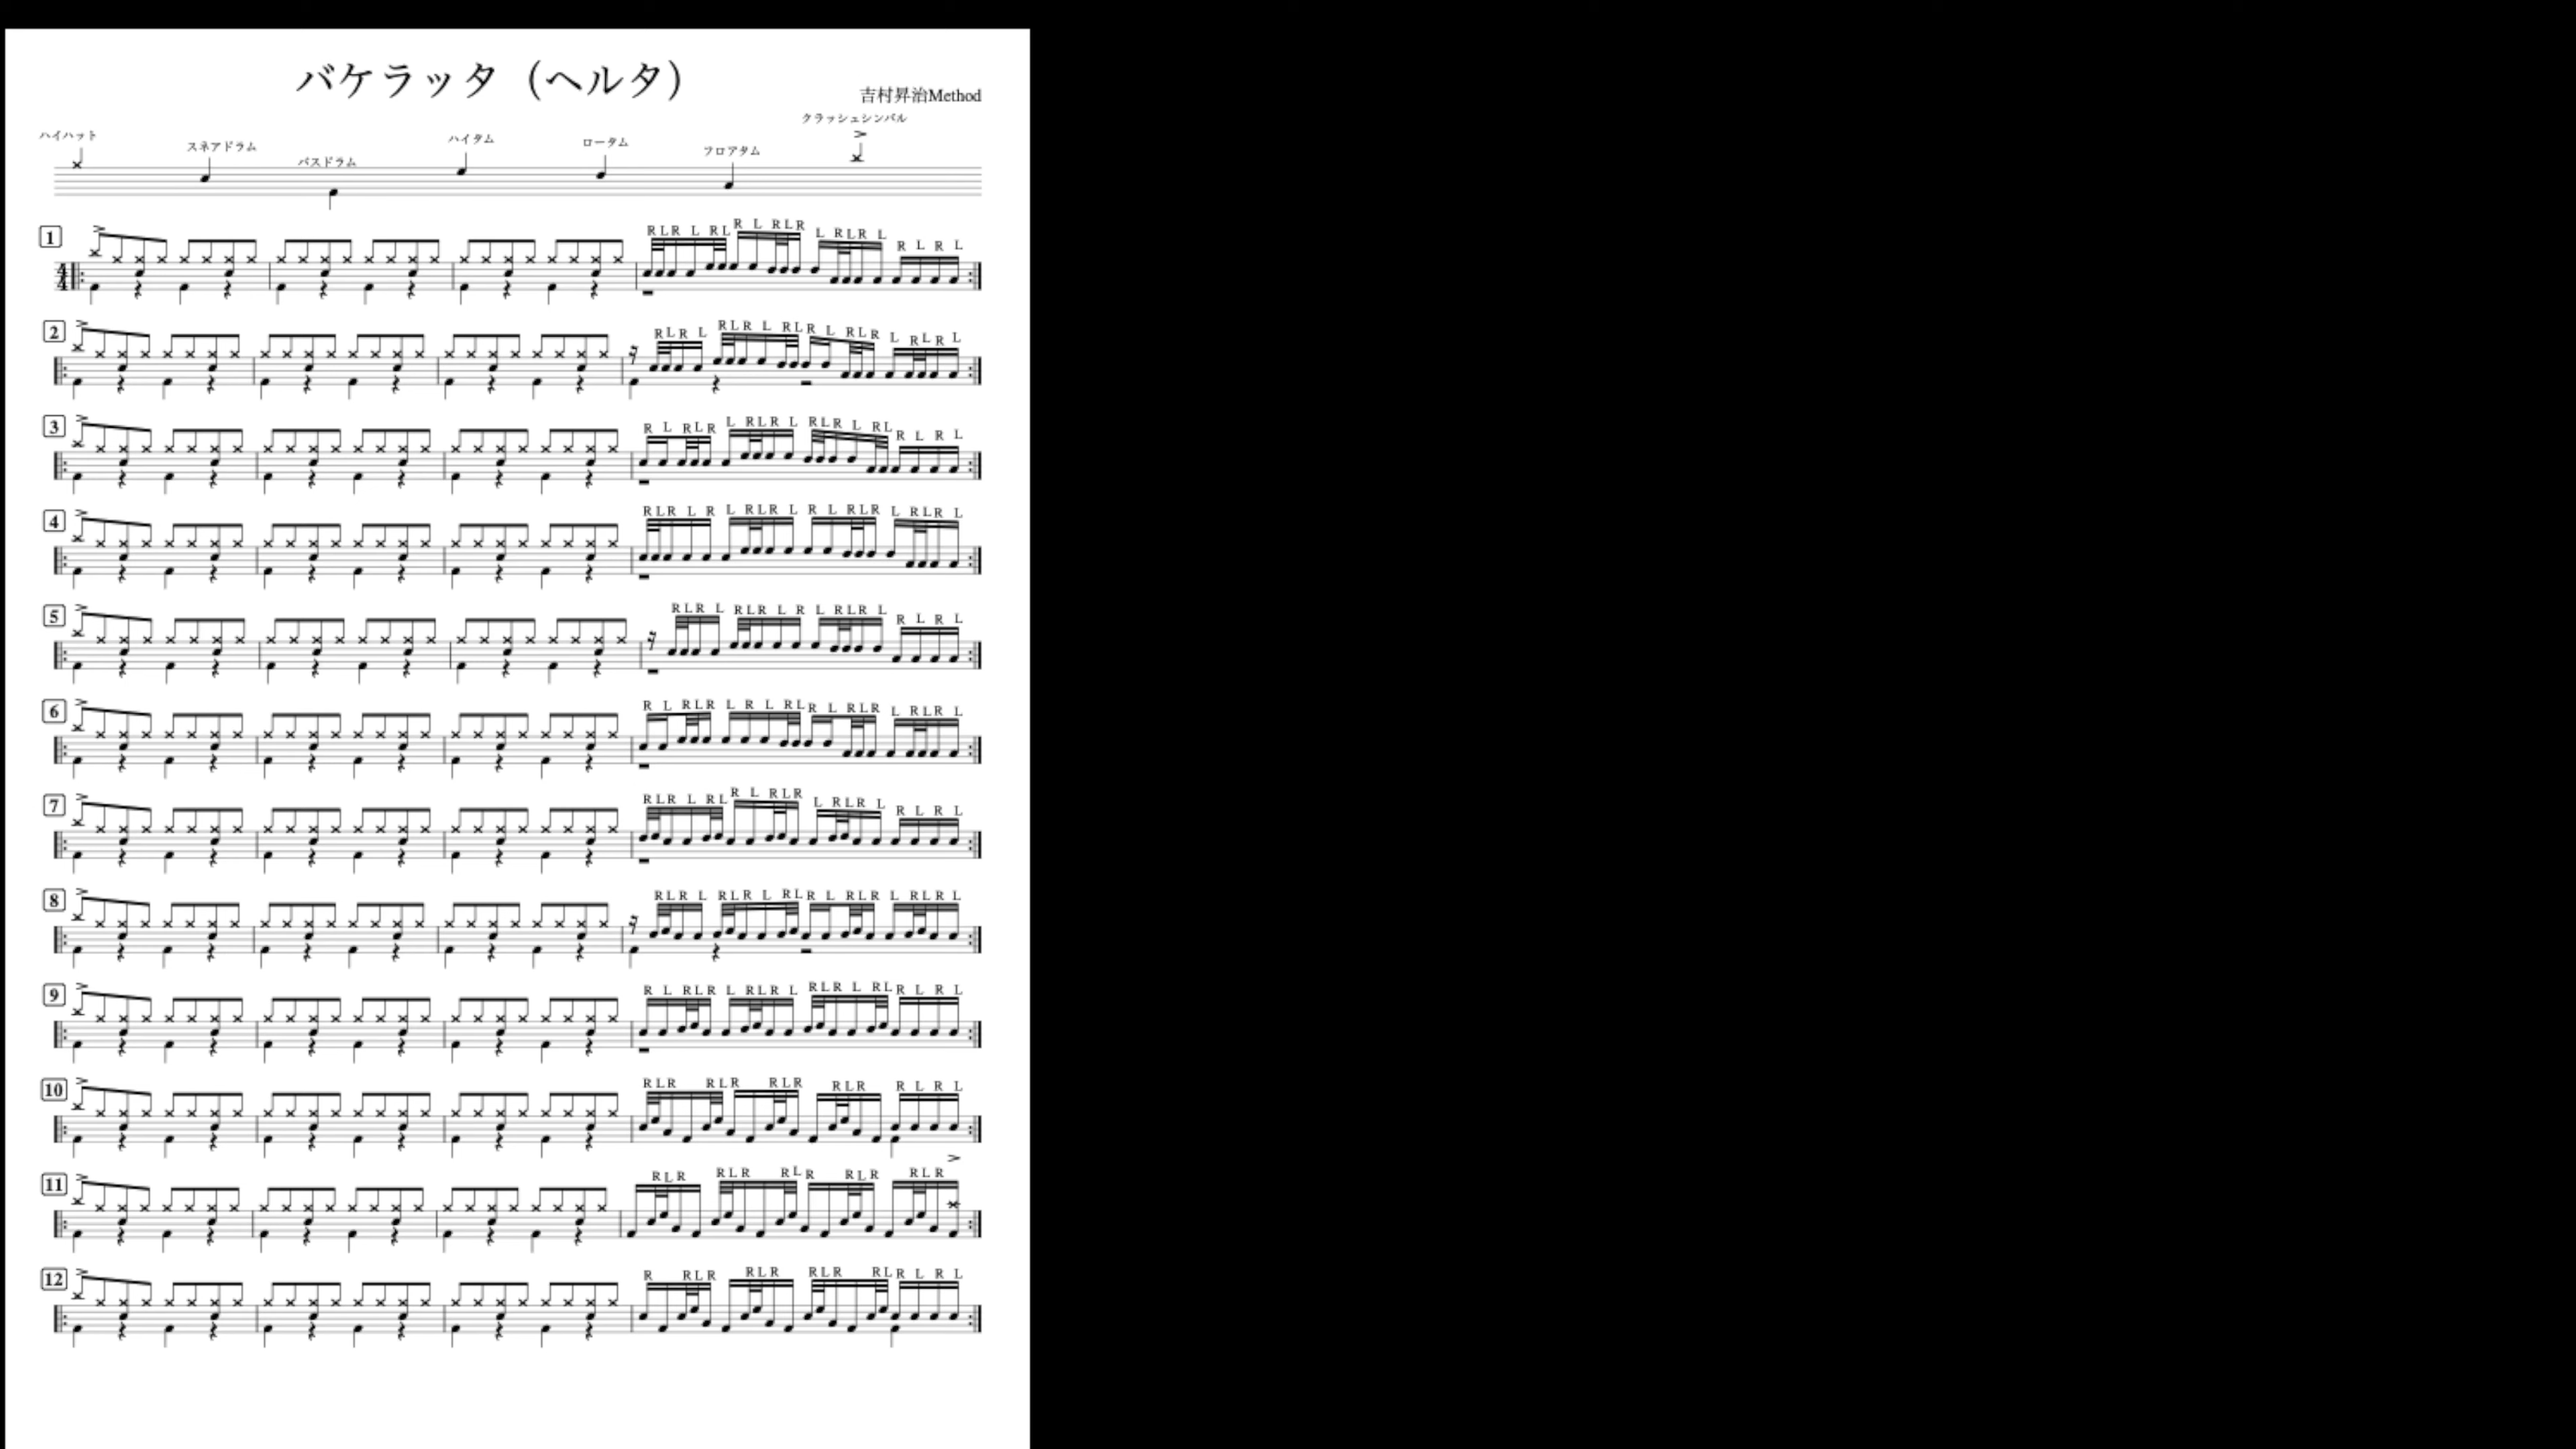 バケラッタ（ヘルタ）
吉村昇治Method
ハイハット スネアドラム バスドラム ハイタム ロータム フロアタム クラッシュシンバル
1
4
4
R L R L R L R L R L R L R L R L R L R L
2
R L R L R L R L R L R L R L R L R L R L
3
R L R L R L R L R L R L R L R L R L R L
4
R L R L R L R L R L R L R L R L R L R L
5
R L R L R L R L R L R L R L R L R L
6
R L R L R L R L R L R L R L R L R L R L
7
R L R L R L R L R L R L R L R L R L R L
8
R L R L R L R L R L R L R L R L R L R L
9
R L R L R L R L R L R L R L R L R L R L
10
R L R R L R R L R R L R R L R L
11
R L R R L R R L R R L R R L R
12
R R L R R L R R L R R L R L R L